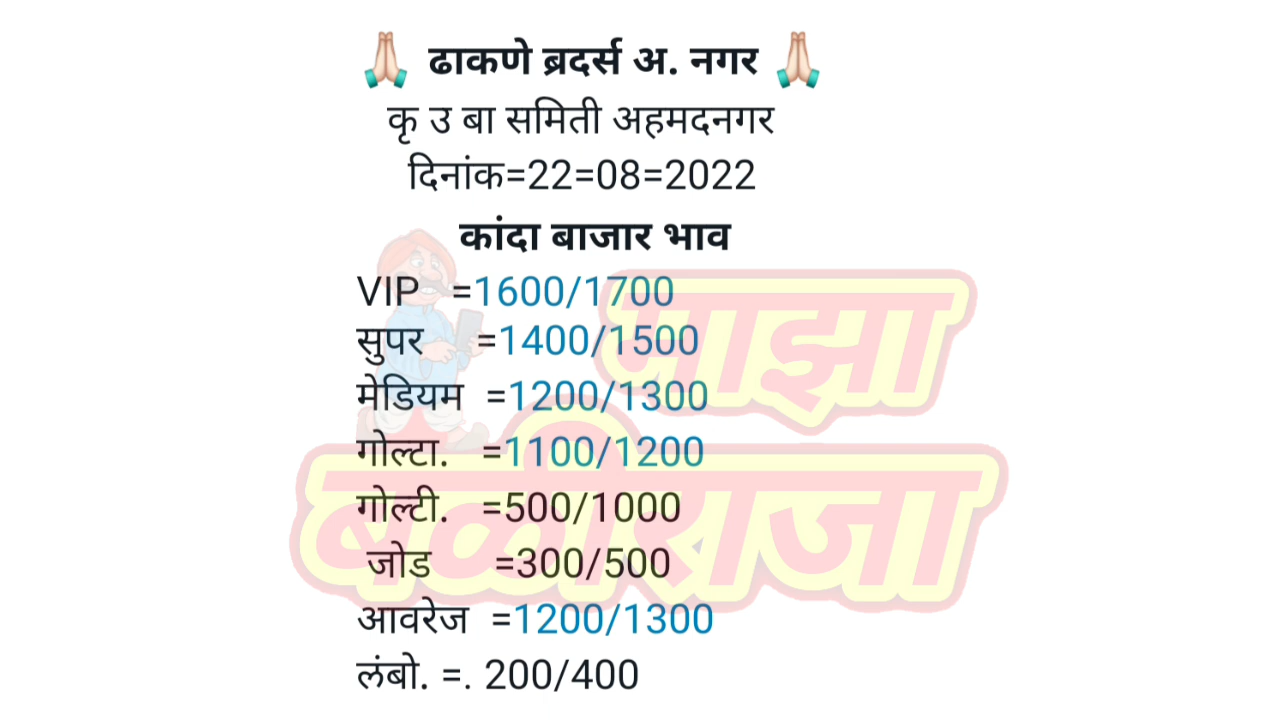 🙏 ढाकणे ब्रदर्स अ. नगर 🙏
कृ उ बा समिती अहमदनगर
दिनांक=22=08=2022
कांदा बाजार भाव
VIP =1600/1700
सुपर =1400/1500
मेडियम =1200/1300
गोल्टा. =1100/1200
गोल्टी. =500/1000
जोड =300/500
आवरेज =1200/1300
लंबो. =. 200/400
माझा
बळीराजा